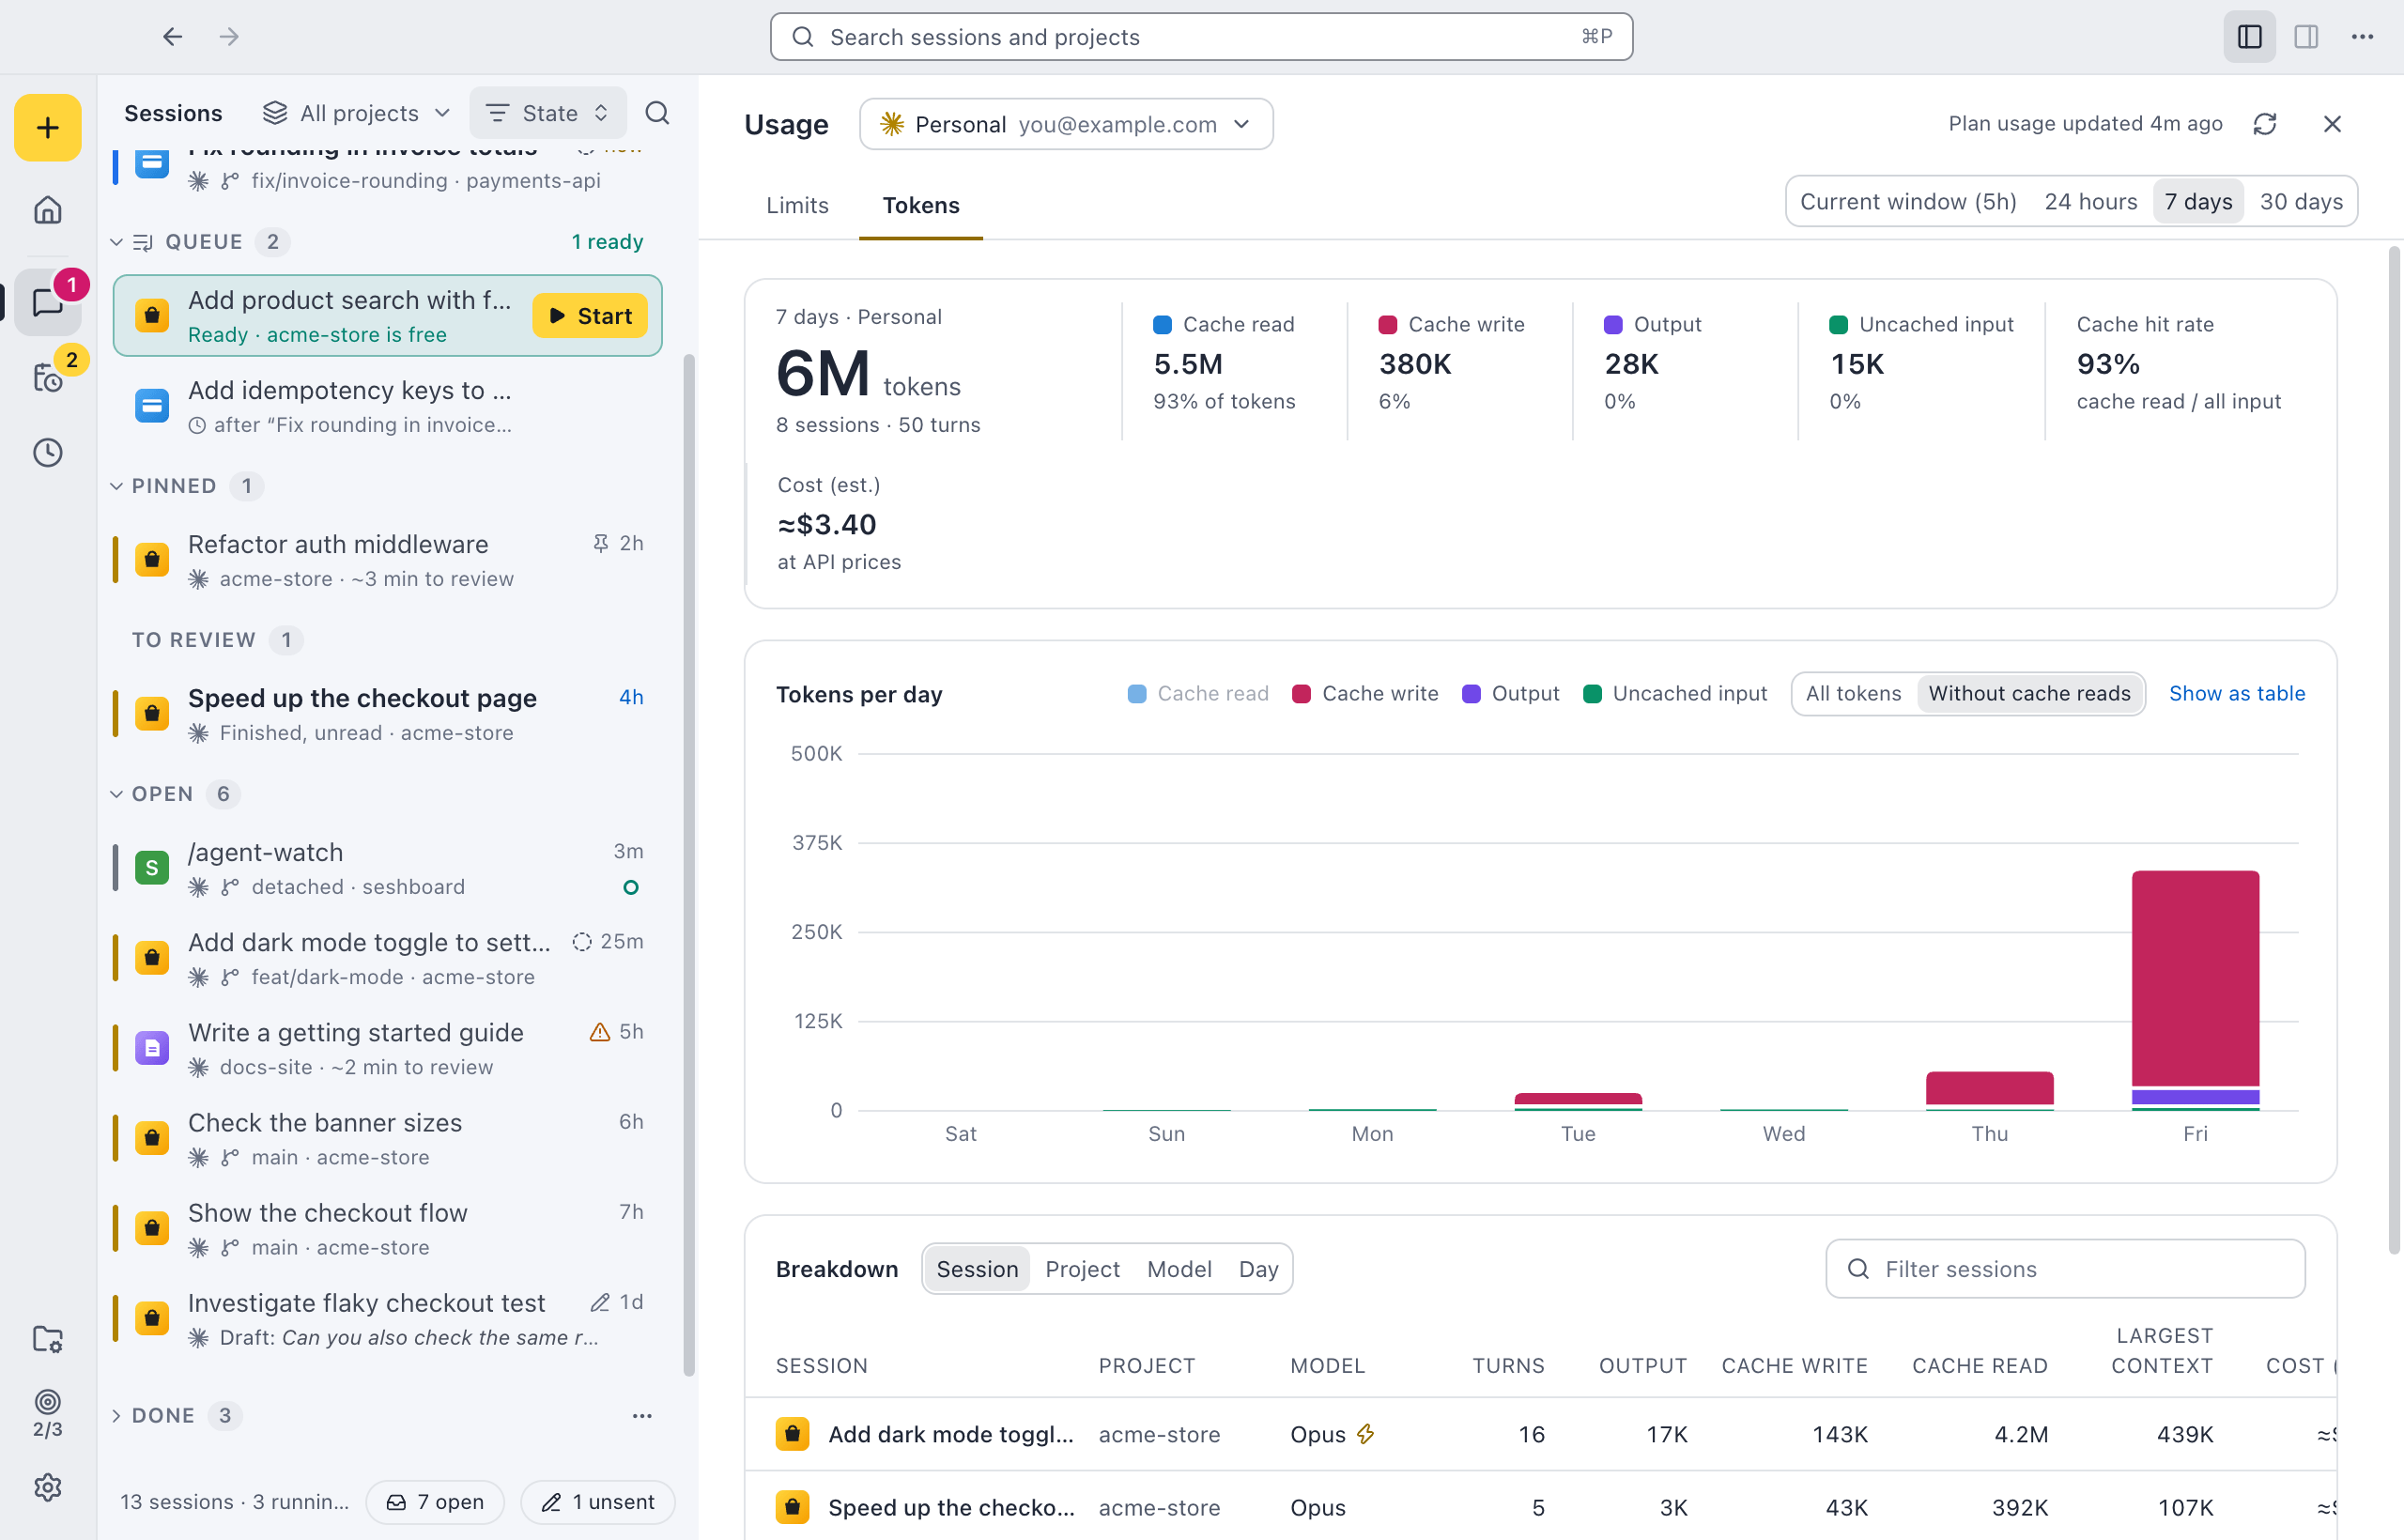 Search sessions and projects ⌘P
Sessions All projects State
Fix rounding in invoice totals now
fix/invoice-rounding · payments-api
QUEUE 2 1 ready
Add product search with f... Start
Ready · acme-store is free
Add idempotency keys to ...
after “Fix rounding in invoice...
PINNED 1
Refactor auth middleware 2h
acme-store · ~3 min to review
TO REVIEW 1
Speed up the checkout page 4h
Finished, unread · acme-store
OPEN 6
/agent-watch 3m
S
detached · seshboard
Add dark mode toggle to sett... 25m
feat/dark-mode · acme-store
Write a getting started guide 5h
docs-site · ~2 min to review
Check the banner sizes 6h
main · acme-store
Show the checkout flow 7h
main · acme-store
Investigate flaky checkout test 1d
Draft: Can you also check the same r...
DONE 3
13 sessions · 3 runnin... 7 open 1 unsent
1
2
2/3
Usage Personal you@example.com Plan usage updated 4m ago
Limits Tokens Current window (5h) 24 hours 7 days 30 days
7 days · Personal
6M tokens
8 sessions · 50 turns
Cache read
5.5M
93% of tokens
Cache write
380K
6%
Output
28K
0%
Uncached input
15K
0%
Cache hit rate
93%
cache read / all input
Cost (est.)
≈$3.40
at API prices
Tokens per day Cache read Cache write Output Uncached input All tokens Without cache reads Show as table
500K
375K
250K
125K
0
Sat Sun Mon Tue Wed Thu Fri
Breakdown Session Project Model Day Filter sessions
SESSION PROJECT MODEL TURNS OUTPUT CACHE WRITE CACHE READ LARGEST CONTEXT COST (
Add dark mode toggl... acme-store Opus 16 17K 143K 4.2M 439K
Speed up the checko... acme-store Opus 5 3K 43K 392K 107K